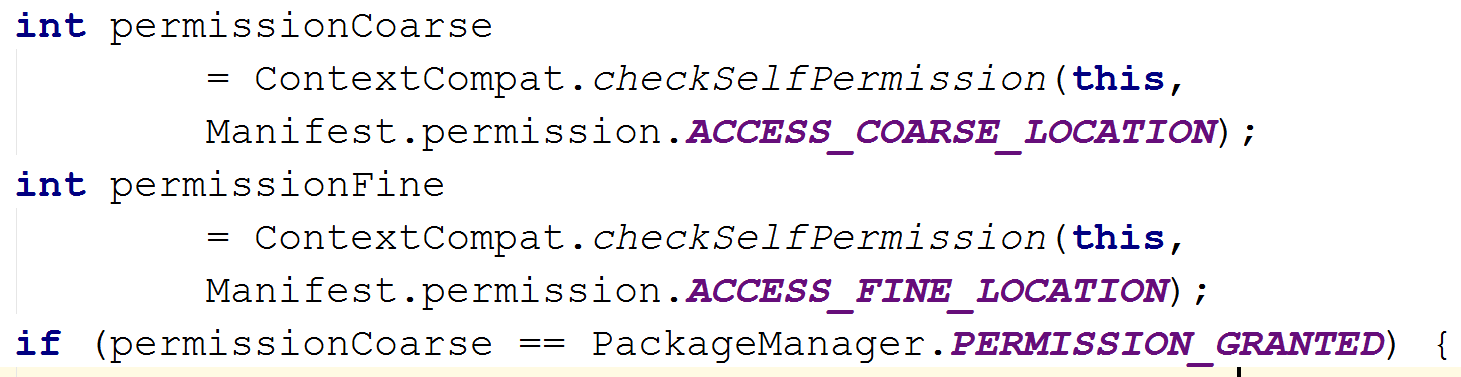 int permissionCoarse
        = ContextCompat.checkSelfPermission(this,
        Manifest.permission.ACCESS_COARSE_LOCATION);
int permissionFine
        = ContextCompat.checkSelfPermission(this,
        Manifest.permission.ACCESS_FINE_LOCATION);
if (permissionCoarse == PackageManager.PERMISSION_GRANTED) {